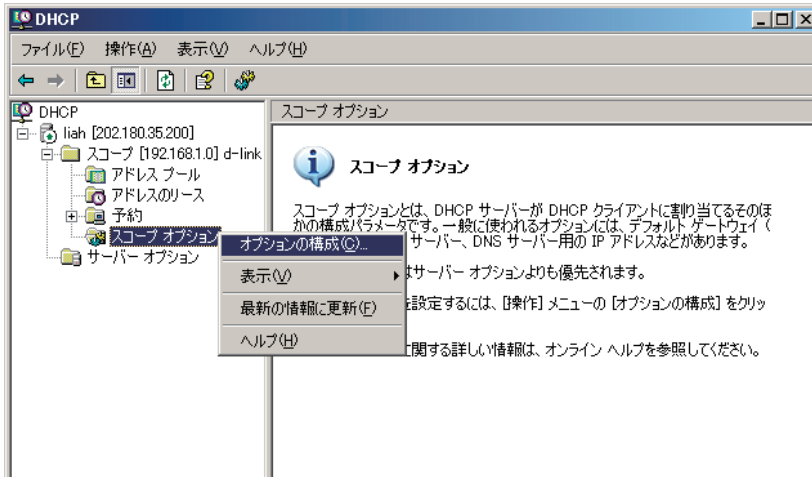 DHCP
ファイル(F) 操作(A) 表示(V) ヘルプ(H)
DHCP
liah [202.180.35.200]
スコープ [192.168.1.0] d-link
アドレス プール
アドレスのリース
予約
スコープ オプション
サーバー オプション
オプションの構成(C)...
表示(V)
最新の情報に更新(F)
ヘルプ(H)
スコープ オプション
スコープ オプション
スコープ オプションとは、DHCP サーバーが DHCP クライアントに割り当てるそのほ
かの構成パラメータです。一般に使われるオプションには、デフォルト ゲートウェイ (
サーバー、DNS サーバー用の IP アドレスなどがあります。
はサーバー オプションよりも優先されます。
を設定するには、[操作] メニューの [オプションの構成] をクリッ
に関する詳しい情報は、オンライン ヘルプを参照してください。